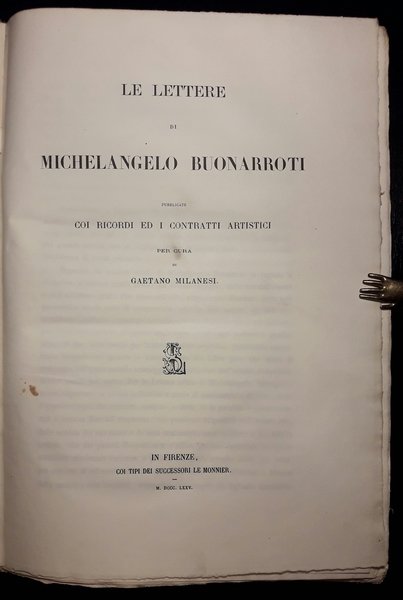 LE LETTERE
DI
MICHELANGELO BUONARROTI
PUBBLICATE
COI RICORDI ED I CONTRATTI ARTISTICI
PER CURA
DI
GAETANO MILANESI.
IN FIRENZE,
COI TIPI DEI SUCCESSORI LE MONNIER.
M. DCCC. LXXV.